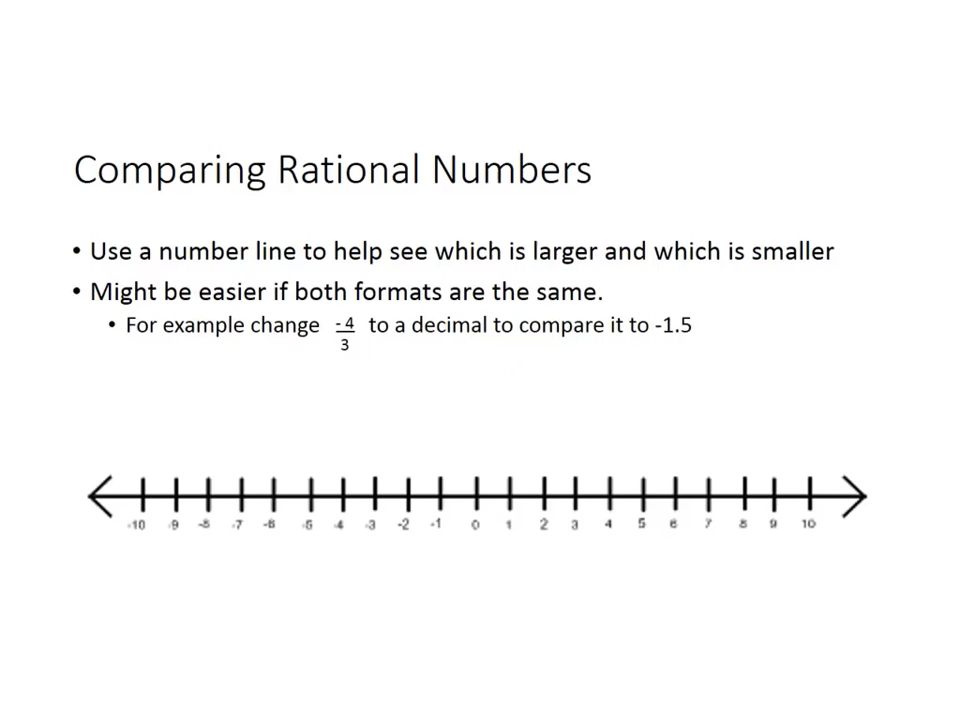 Comparing Rational Numbers
• Use a number line to help see which is larger and which is smaller
• Might be easier if both formats are the same.
• For example change -4/3 to a decimal to compare it to -1.5
-10 -9 -8 -7 -6 -5 -4 -3 -2 -1 0 1 2 3 4 5 6 7 8 9 10